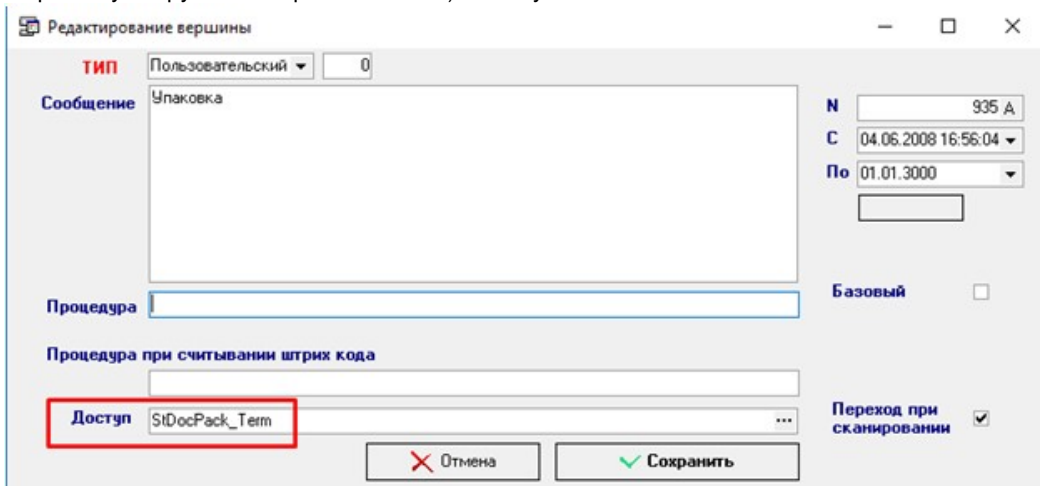 Редактирование вершины
ТИП Пользовательский 0
Сообщение Упаковка
N 935 А
С 04.06.2008 16:56:04
По 01.01.3000
Базовый
Процедура
Процедура при считывании штрих кода
Доступ StDocPack_Term ...
Переход при
сканировании
Отмена Сохранить